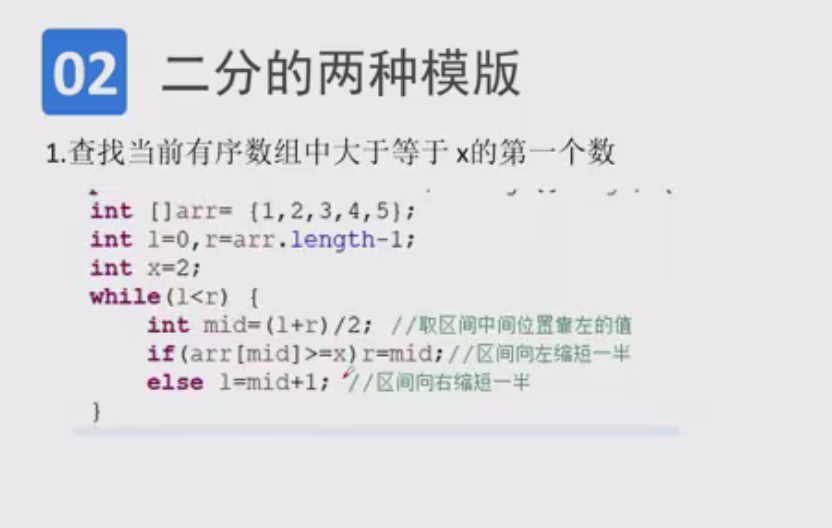 02 二分的两种模版
1.查找当前有序数组中大于等于 x的第一个数
int []arr= {1,2,3,4,5};
int l=0,r=arr.length-1;
int x=2;
while(l<r) {
int mid=(l+r)/2; //取区间中间位置靠左的值
if(arr[mid]>=x)r=mid;//区间向左缩短一半
else l=mid+1; //区间向右缩短一半
}